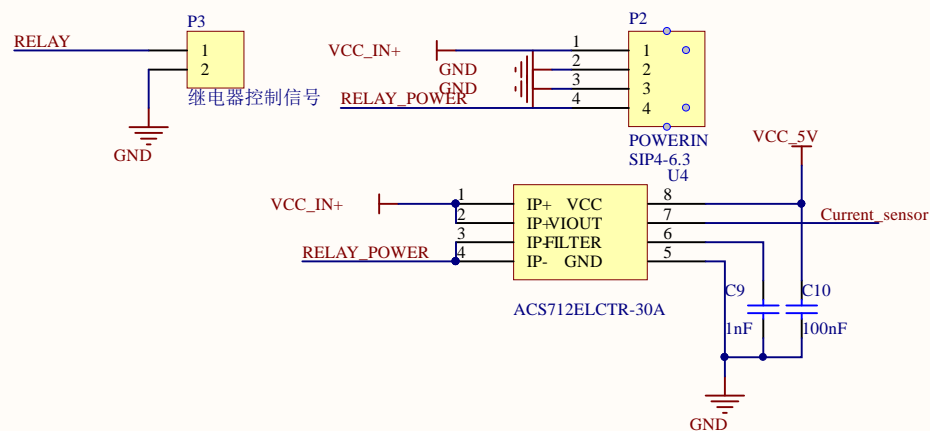 P3
RELAY
1
2
继电器控制信号
GND
P2
VCC_IN+
1
1
GND
2
2
GND
3
3
RELAY_POWER
4
4
POWERIN
SIP4-6.3
U4
VCC_5V
VCC_IN+
1
IP+
VCC
8
2
IP+
VIOUT
7
Current_sensor
3
IP-
FILTER
6
RELAY_POWER
4
IP-
GND
5
ACS712ELCTR-30A
C9
1nF
C10
100nF
GND